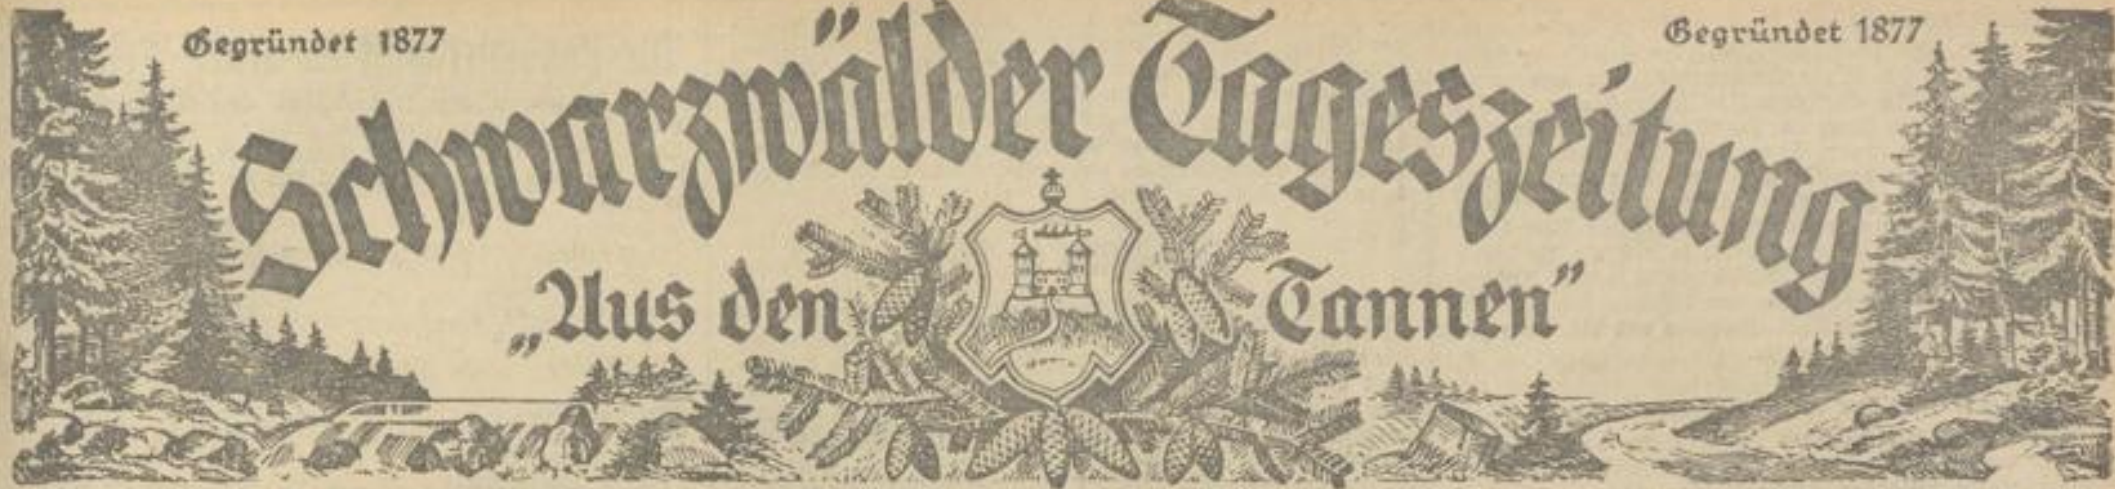 Gegründet 1877
Gegründet 1877
Schwarzwälder Tageszeitung
„Aus den Tannen”